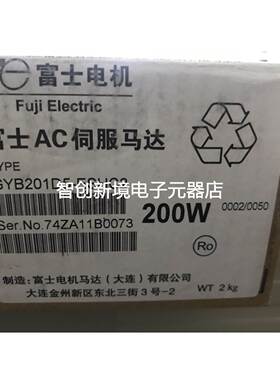 富士电机
Fuji Electric
富士AC伺服马达
TYPE
智创新境电子元器店
Ser.No.74ZA11B0073
200W
0002/0050
Ro
制造：富士电机马达（大连）有限公司
大连金州新区东北三街3号-2
WT 2kg